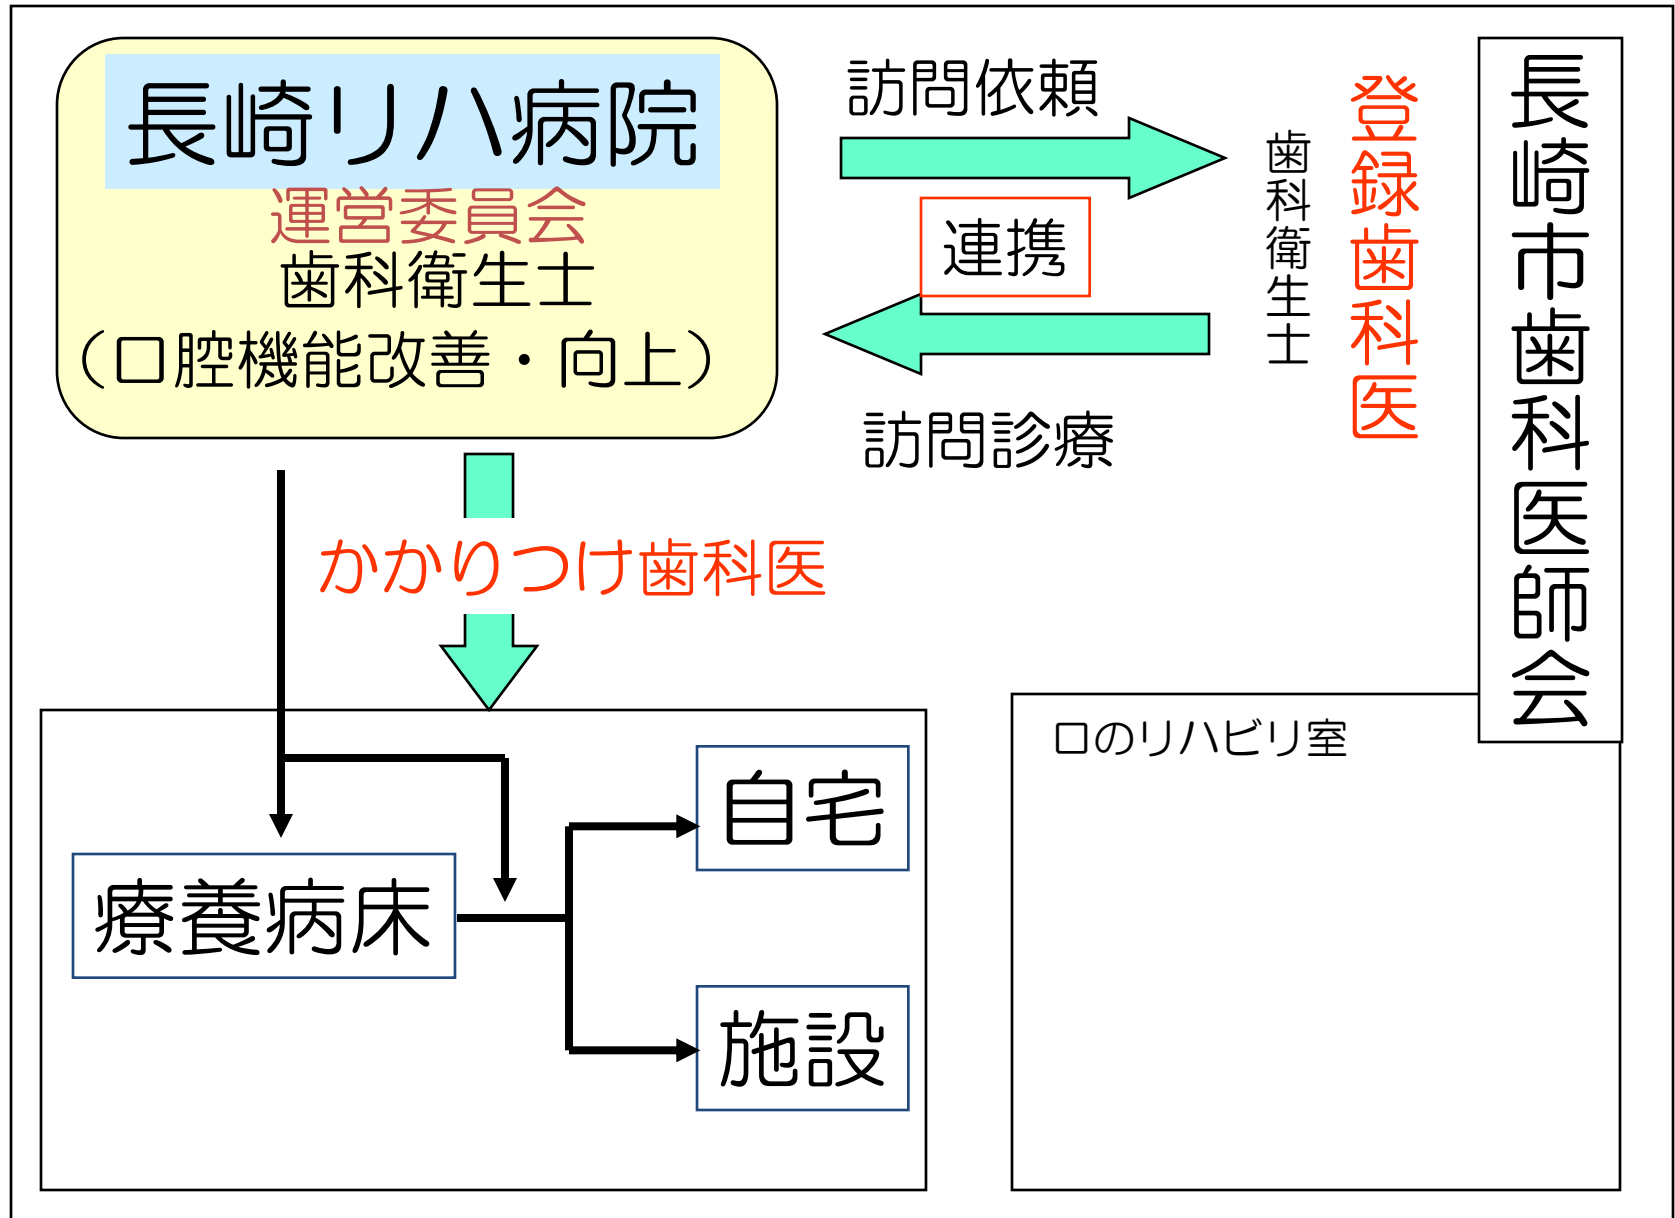 長崎リハ病院
運営委員会
歯科衛生士
（口腔機能改善・向上）
訪問依頼
連携
訪問診療
歯科衛生士
登録歯科医
長崎市歯科医師会
かかりつけ歯科医
療養病床
自宅
施設
口のリハビリ室